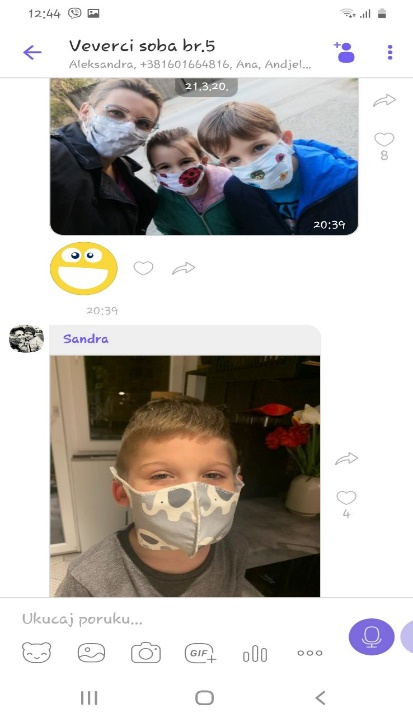 12:44
Veverci soba br.5
Aleksandra, +381601664816, Ana, Andjel...
21.3.20.
8
20:39
20:39
Sandra
4
Ukucaj poruku...
GIF